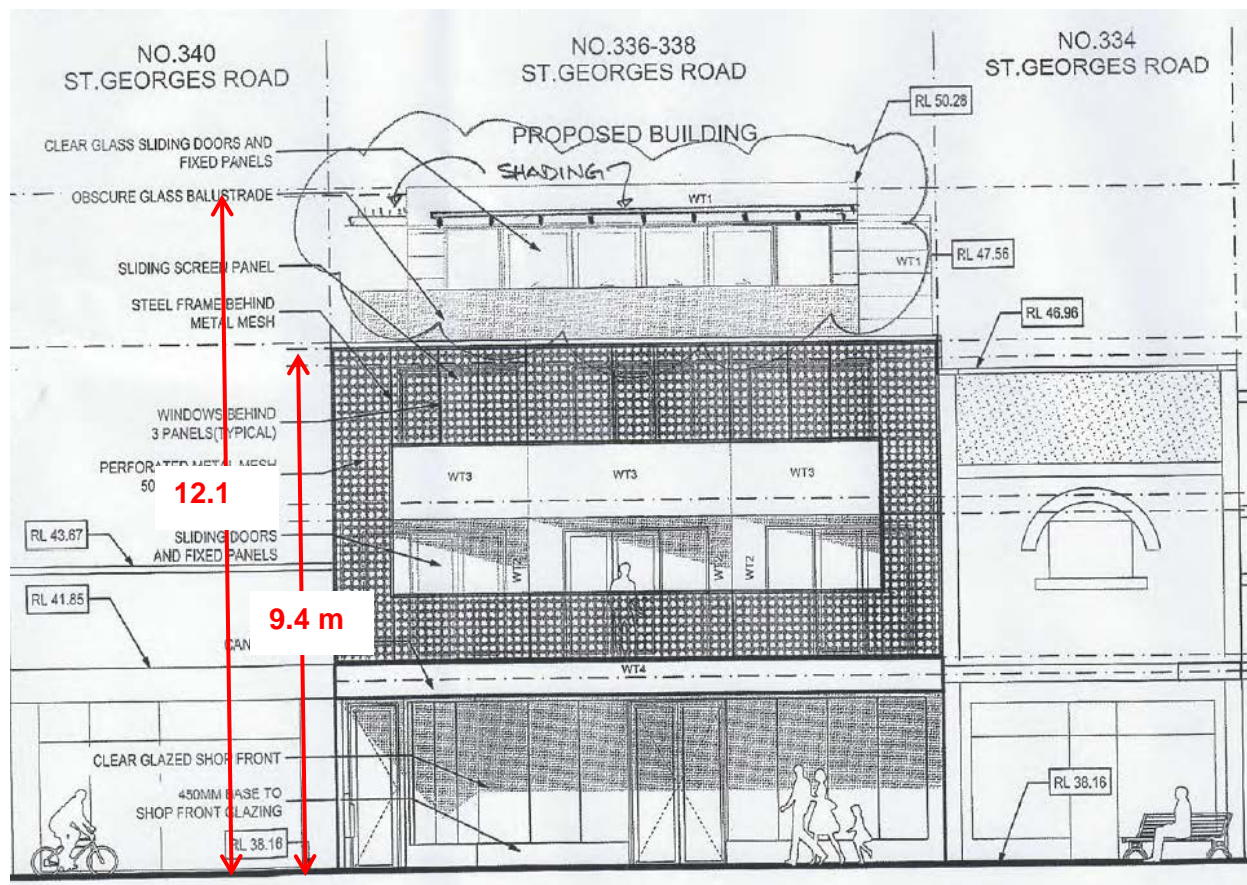 NO.340
ST.GEORGES ROAD
NO.336-338
ST.GEORGES ROAD
NO.334
ST.GEORGES ROAD
RL 50.28
PROPOSED BUILDING
CLEAR GLASS SLIDING DOORS AND
FIXED PANELS
SHADING
OBSCURE GLASS BALUSTRADE
WT1
WT1
RL 47.56
SLIDING SCREEN PANEL
STEEL FRAME BEHIND
METAL MESH
RL 46.96
WINDOWS BEHIND
3 PANELS(TYPICAL)
PERFORATED METAL MESH
50
WT3
WT3
WT3
12.1
RL 43.67
SLIDING DOORS
AND FIXED PANELS
WT2
WT2
WT2
RL 41.85
9.4 m
CAN
WT4
CLEAR GLAZED SHOP FRONT
450MM BASE TO
SHOP FRONT GLAZING
RL 38.16
RL 38.16